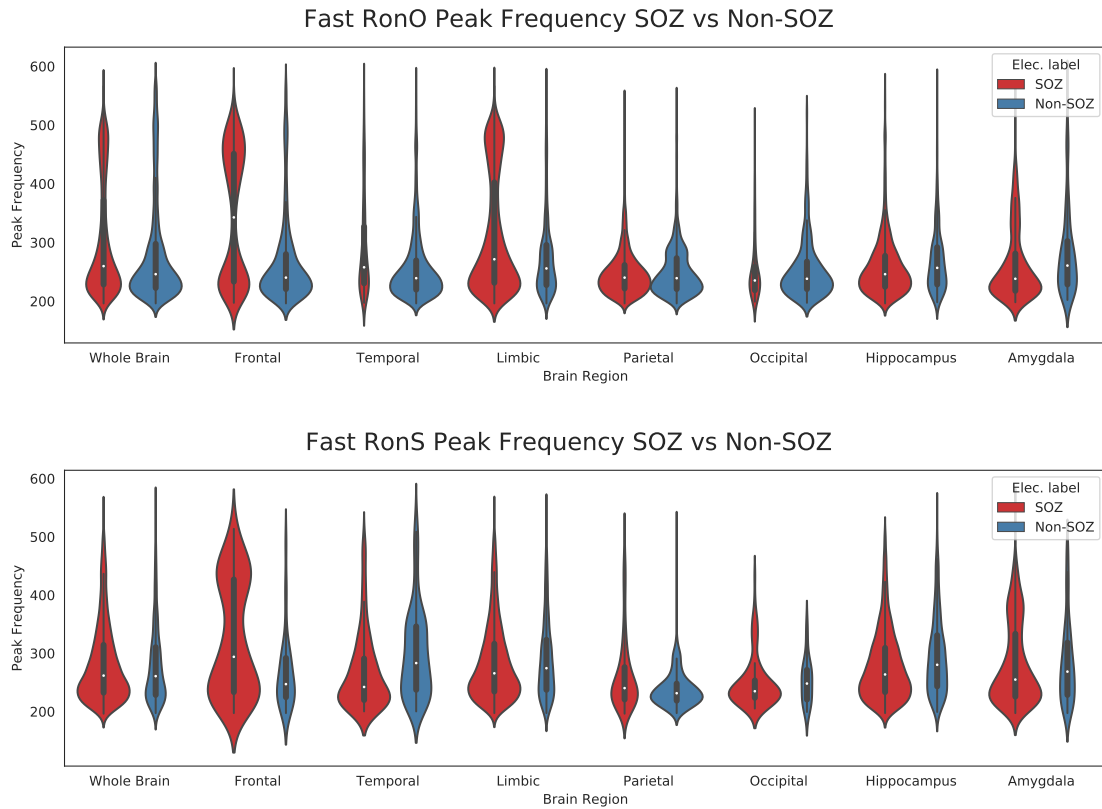 Fast RonO Peak Frequency SOZ vs Non-SOZ
600
500
400
300
200
Peak Frequency
Elec. label
SOZ
Non-SOZ
Whole Brain Frontal Temporal Limbic Parietal Occipital Hippocampus Amygdala
Brain Region
Fast RonS Peak Frequency SOZ vs Non-SOZ
600
500
400
300
200
Peak Frequency
Elec. label
SOZ
Non-SOZ
Whole Brain Frontal Temporal Limbic Parietal Occipital Hippocampus Amygdala
Brain Region